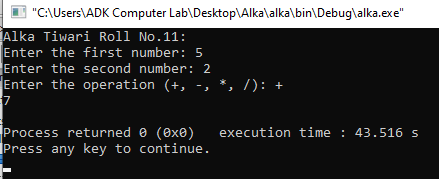 "C:\Users\ADK Computer Lab\Desktop\Alka\alka\bin\Debug\alka.exe"
Alka Tiwari Roll No.11:
Enter the first number: 5
Enter the second number: 2
Enter the operation (+, -, *, /): +
7
Process returned 0 (0x0)   execution time : 43.516 s
Press any key to continue.